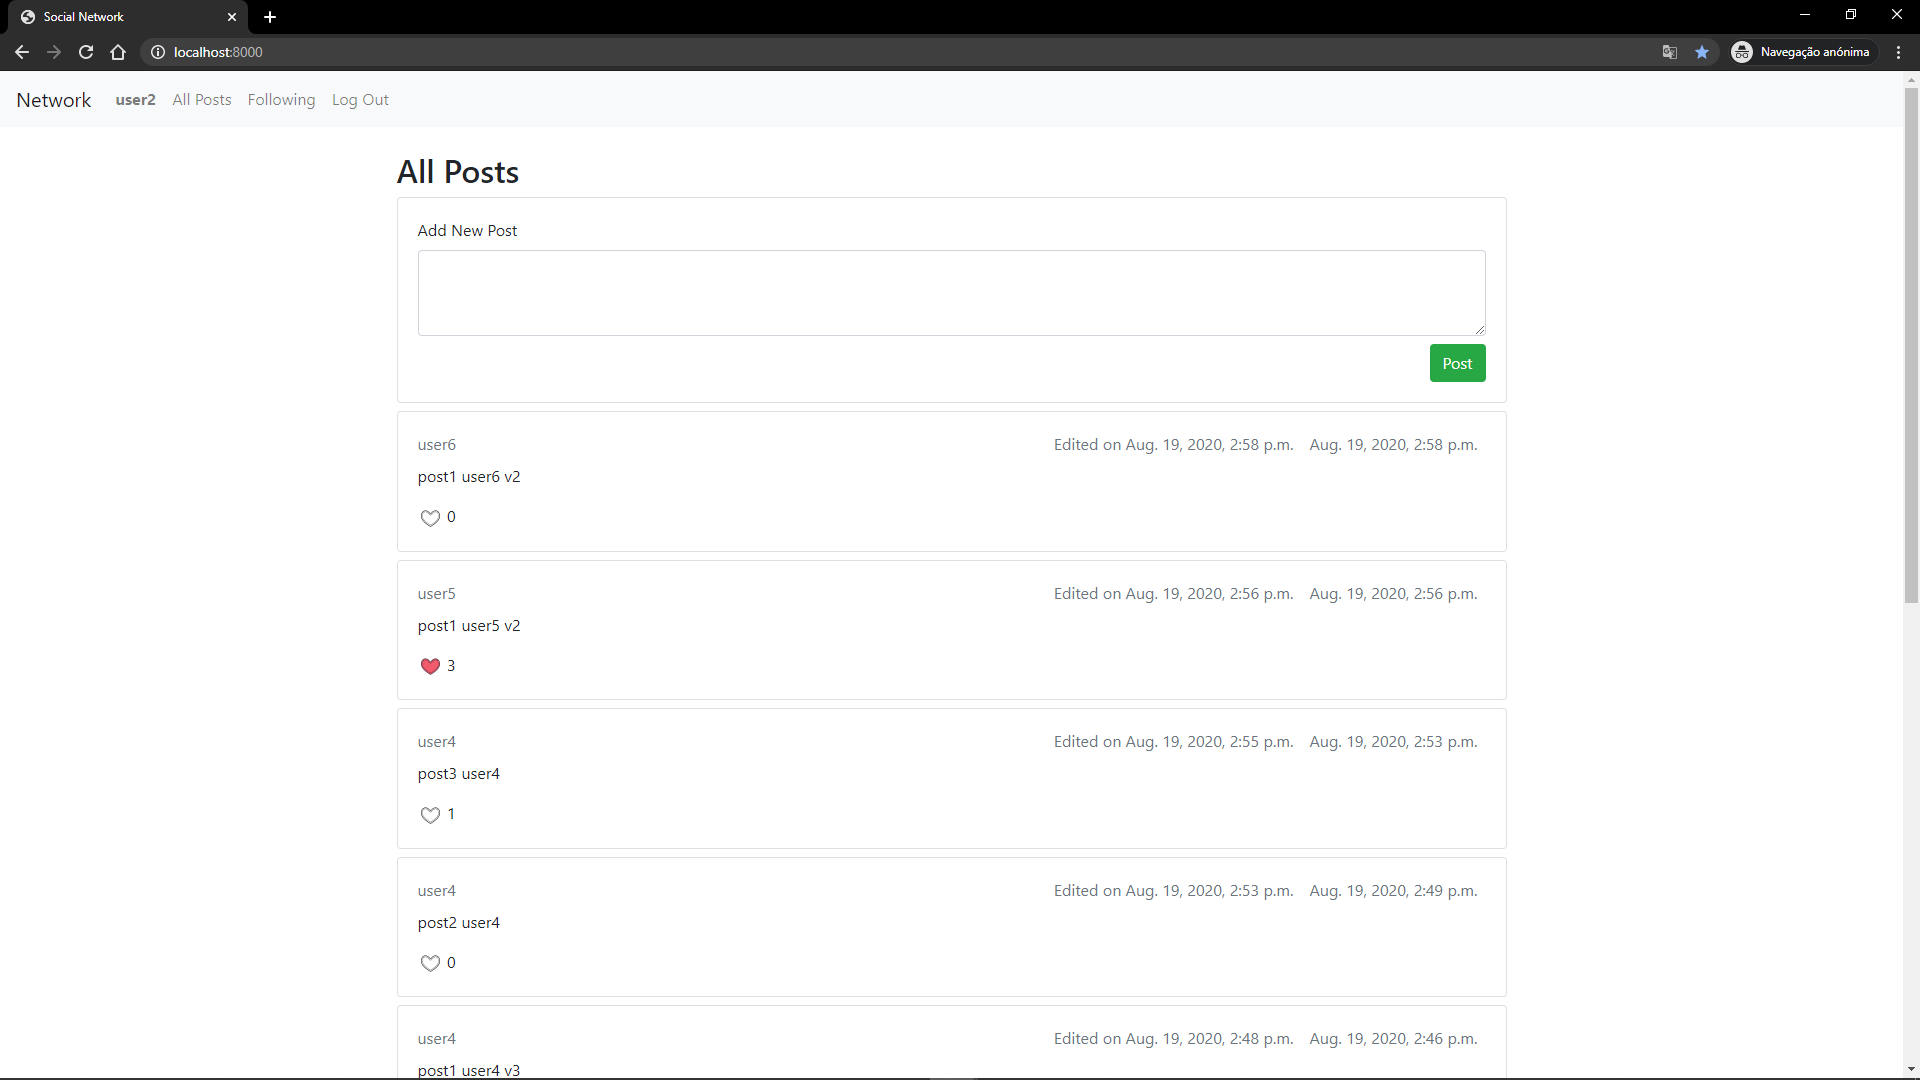 Social Network
localhost:8000
Navegação anónima
Network user2 All Posts Following Log Out
All Posts
Add New Post
Post
user6 Edited on Aug. 19, 2020, 2:58 p.m. Aug. 19, 2020, 2:58 p.m.
post1 user6 v2
0
user5 Edited on Aug. 19, 2020, 2:56 p.m. Aug. 19, 2020, 2:56 p.m.
post1 user5 v2
3
user4 Edited on Aug. 19, 2020, 2:55 p.m. Aug. 19, 2020, 2:53 p.m.
post3 user4
1
user4 Edited on Aug. 19, 2020, 2:53 p.m. Aug. 19, 2020, 2:49 p.m.
post2 user4
0
user4 Edited on Aug. 19, 2020, 2:48 p.m. Aug. 19, 2020, 2:46 p.m.
post1 user4 v3